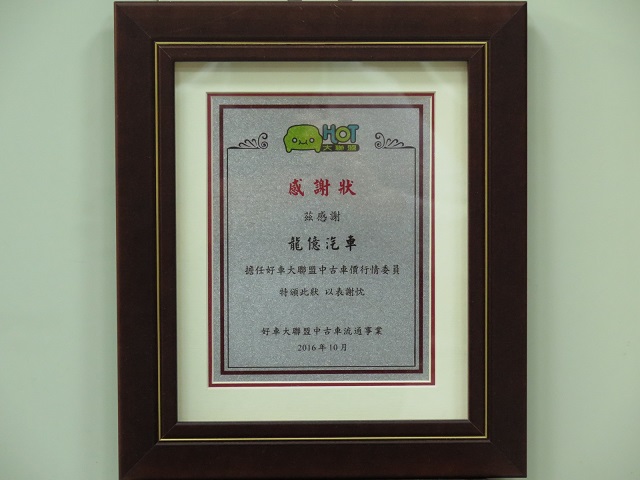 HOT
大聯盟
感謝狀
茲感謝
龍億汽車
擔任好車大聯盟中古車價行情委員
特頒此狀 以表謝忱
好車大聯盟中古車流通事業
2016年10月